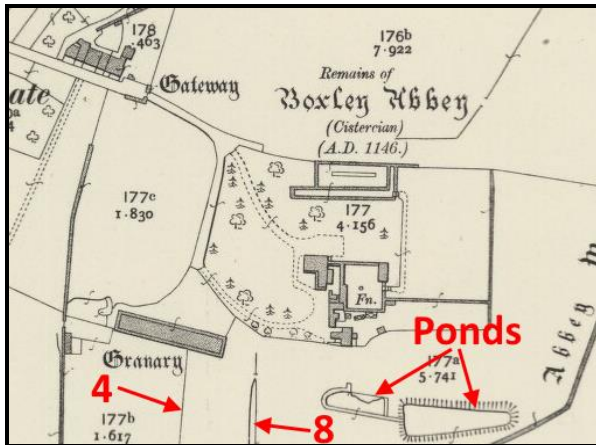 178
.463
176b
7.922
Gateway
ate
Remains of
Boxley Abbey
(Cistercian)
(A.D. 1146.)
177c
1.830
177
4.156
Fn.
Granary
Ponds
177a
5.741
Abbey
4
8
177b
1.617